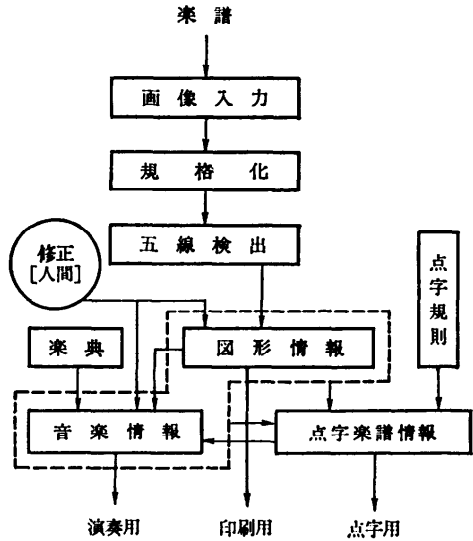 楽譜
画像入力
規格化
五線検出
修正
[人間]
点字規則
楽典
図形情報
音楽情報
点字楽譜情報
演奏用
印刷用
点字用